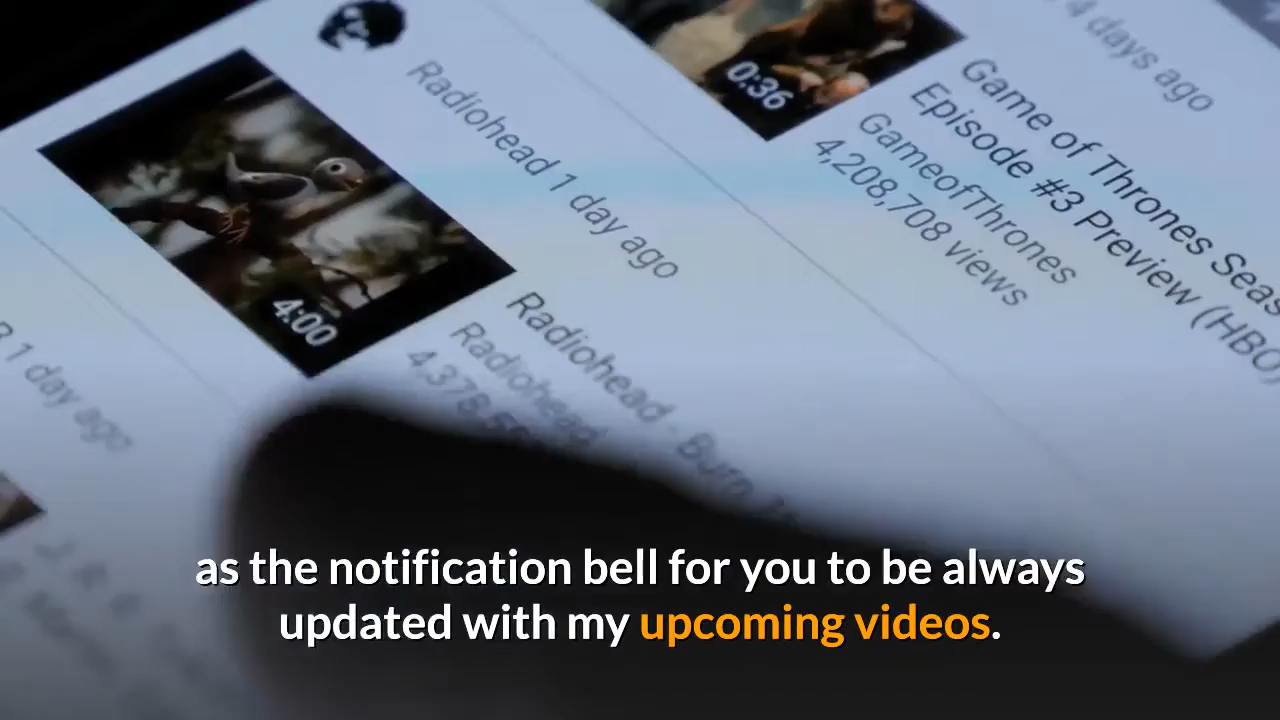 4 days ago
0:36
Game of Thrones Seas
Episode #3 Preview (HBO)
GameofThrones
4,208,708 views
Radiohead 1 day ago
4:00
Radiohead - Burn
Radiohead
1 day ago
as the notification bell for you to be always
updated with my upcoming videos.